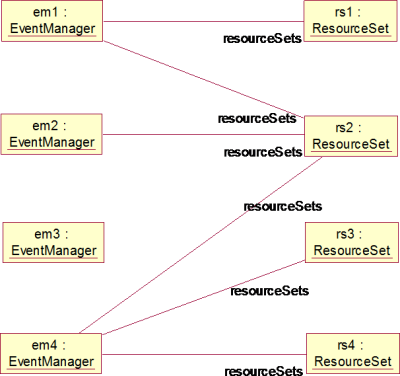 em1 :
EventManager
rs1 :
ResourceSet
resourceSets
resourceSets
em2 :
EventManager
rs2 :
ResourceSet
resourceSets
resourceSets
em3 :
EventManager
rs3 :
ResourceSet
resourceSets
em4 :
EventManager
rs4 :
ResourceSet
resourceSets